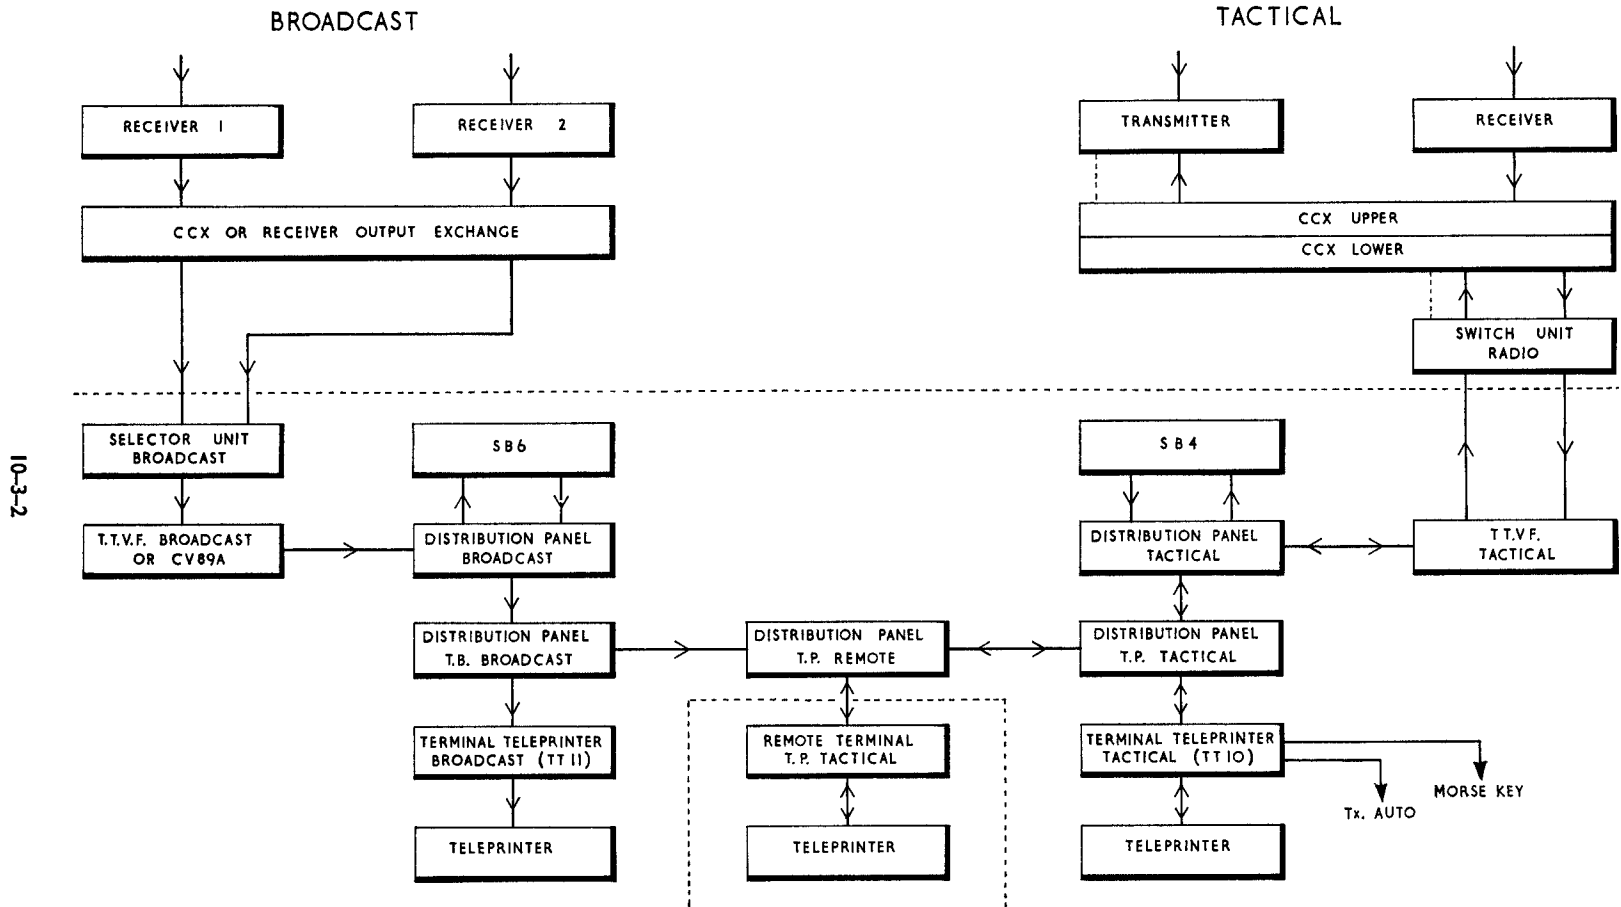 BROADCAST
TACTICAL
RECEIVER 1
RECEIVER 2
TRANSMITTER
RECEIVER
CCX OR RECEIVER OUTPUT EXCHANGE
CCX UPPER
CCX LOWER
SWITCH UNIT
RADIO
SELECTOR UNIT
BROADCAST
SB6
SB4
10-3-2
T.T.V.F. BROADCAST
OR CV89A
DISTRIBUTION PANEL
BROADCAST
DISTRIBUTION PANEL
TACTICAL
TT.V.F.
TACTICAL
DISTRIBUTION PANEL
T.B. BROADCAST
DISTRIBUTION PANEL
T.P. REMOTE
DISTRIBUTION PANEL
T.P. TACTICAL
TERMINAL TELEPRINTER
BROADCAST (TT11)
REMOTE TERMINAL
T.P. TACTICAL
TERMINAL TELEPRINTER
TACTICAL (TT10)
MORSE KEY
Tx. AUTO
TELEPRINTER
TELEPRINTER
TELEPRINTER